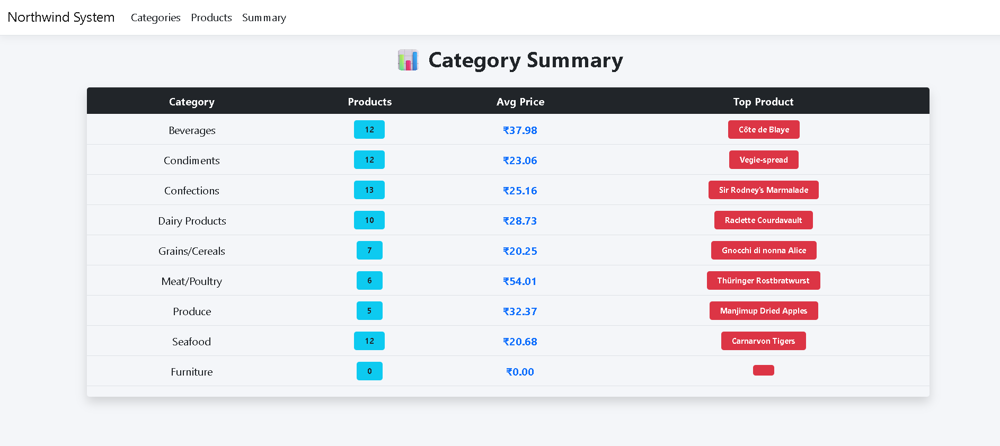 Northwind System Categories Products Summary
Category Summary
Category Products Avg Price Top Product
Beverages 12 ₹37.98 Côte de Blaye
Condiments 12 ₹23.06 Vegie-spread
Confections 13 ₹25.16 Sir Rodney's Marmalade
Dairy Products 10 ₹28.73 Raclette Courdavault
Grains/Cereals 7 ₹20.25 Gnocchi di nonna Alice
Meat/Poultry 6 ₹54.01 Thüringer Rostbratwurst
Produce 5 ₹32.37 Manjimup Dried Apples
Seafood 12 ₹20.68 Carnarvon Tigers
Furniture 0 ₹0.00